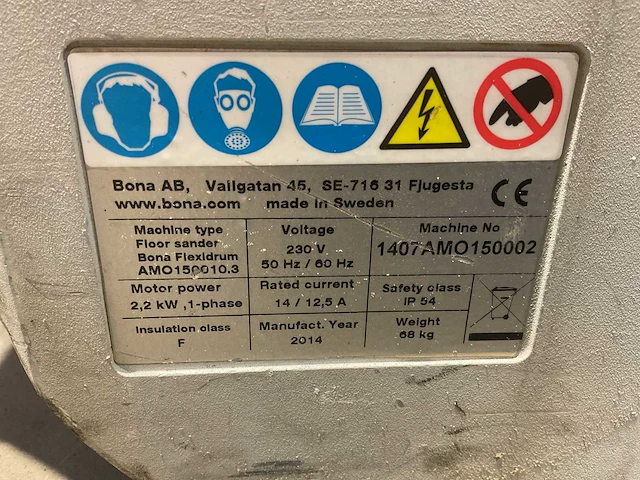 Bona AB, Vallgatan 45, SE-716 31 Fjugesta
www.bona.com made in Sweden
CE
Machine type
Floor sander
Bona Flexidrum
AMO150010.3
Voltage
230 V
50 Hz / 60 Hz
Machine No
1407AMO150002
Motor power
2,2 kW ,1-phase
Rated current
14 / 12,5 A
Safety class
IP 54
Insulation class
F
Manufact. Year
2014
Weight
68 kg